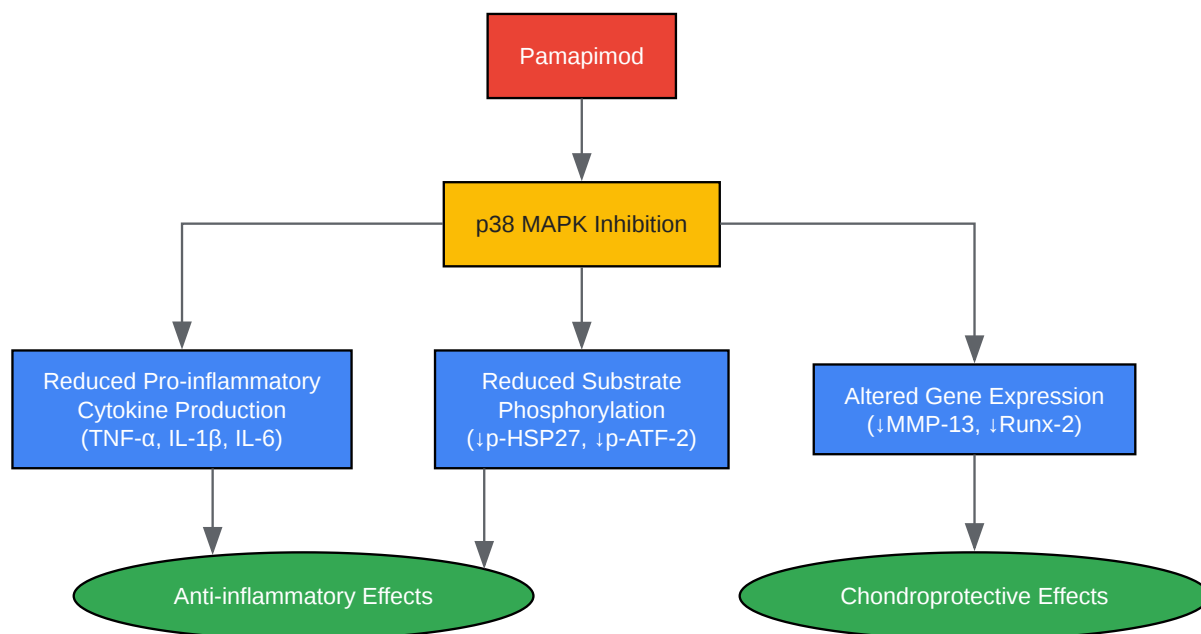 Pamapimod
p38 MAPK Inhibition
Reduced Pro-inflammatory
Cytokine Production
(TNF-α, IL-1β, IL-6)
Reduced Substrate
Phosphorylation
(↓p-HSP27, ↓p-ATF-2)
Altered Gene Expression
(↓MMP-13, ↓Runx-2)
Anti-inflammatory Effects
Chondroprotective Effects